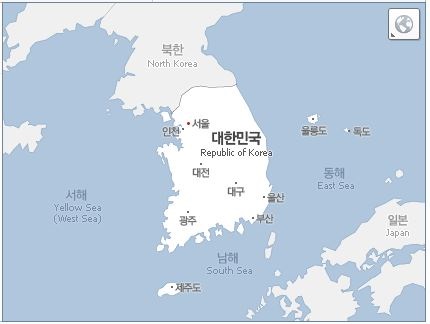 북한
North Korea
서울
인천
대한민국
Republic of Korea
울릉도
독도
대전
대구
동해
East Sea
서해
Yellow Sea
(West Sea)
울산
광주
부산
일본
Japan
남해
South Sea
제주도